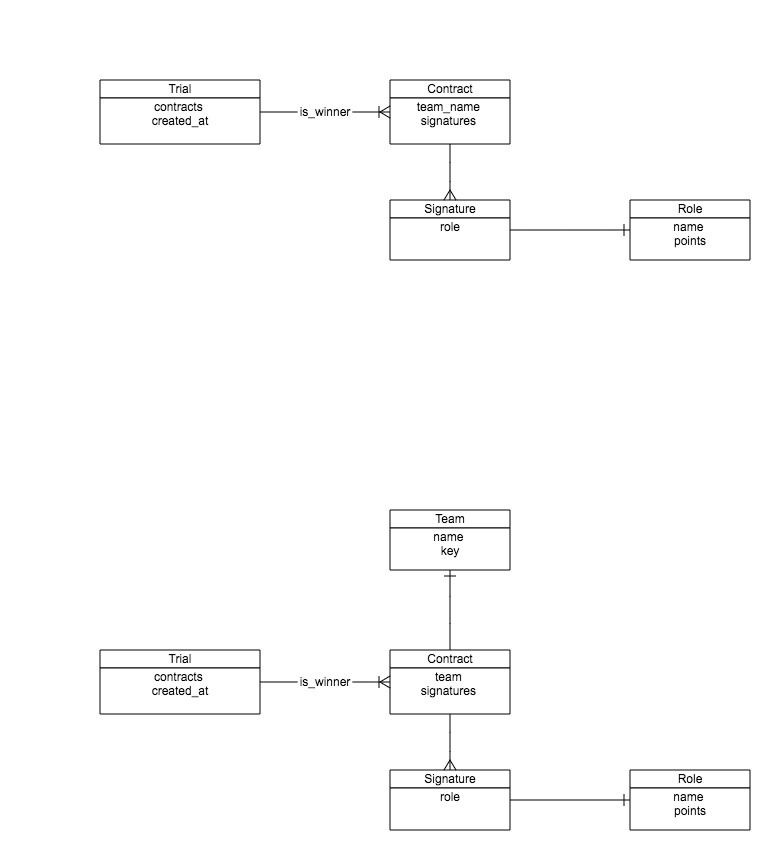 Trial
contracts
created_at
is_winner
Contract
team_name
signatures
Signature
role
Role
name
points
Team
name
key
Trial
contracts
created_at
is_winner
Contract
team
signatures
Signature
role
Role
name
points